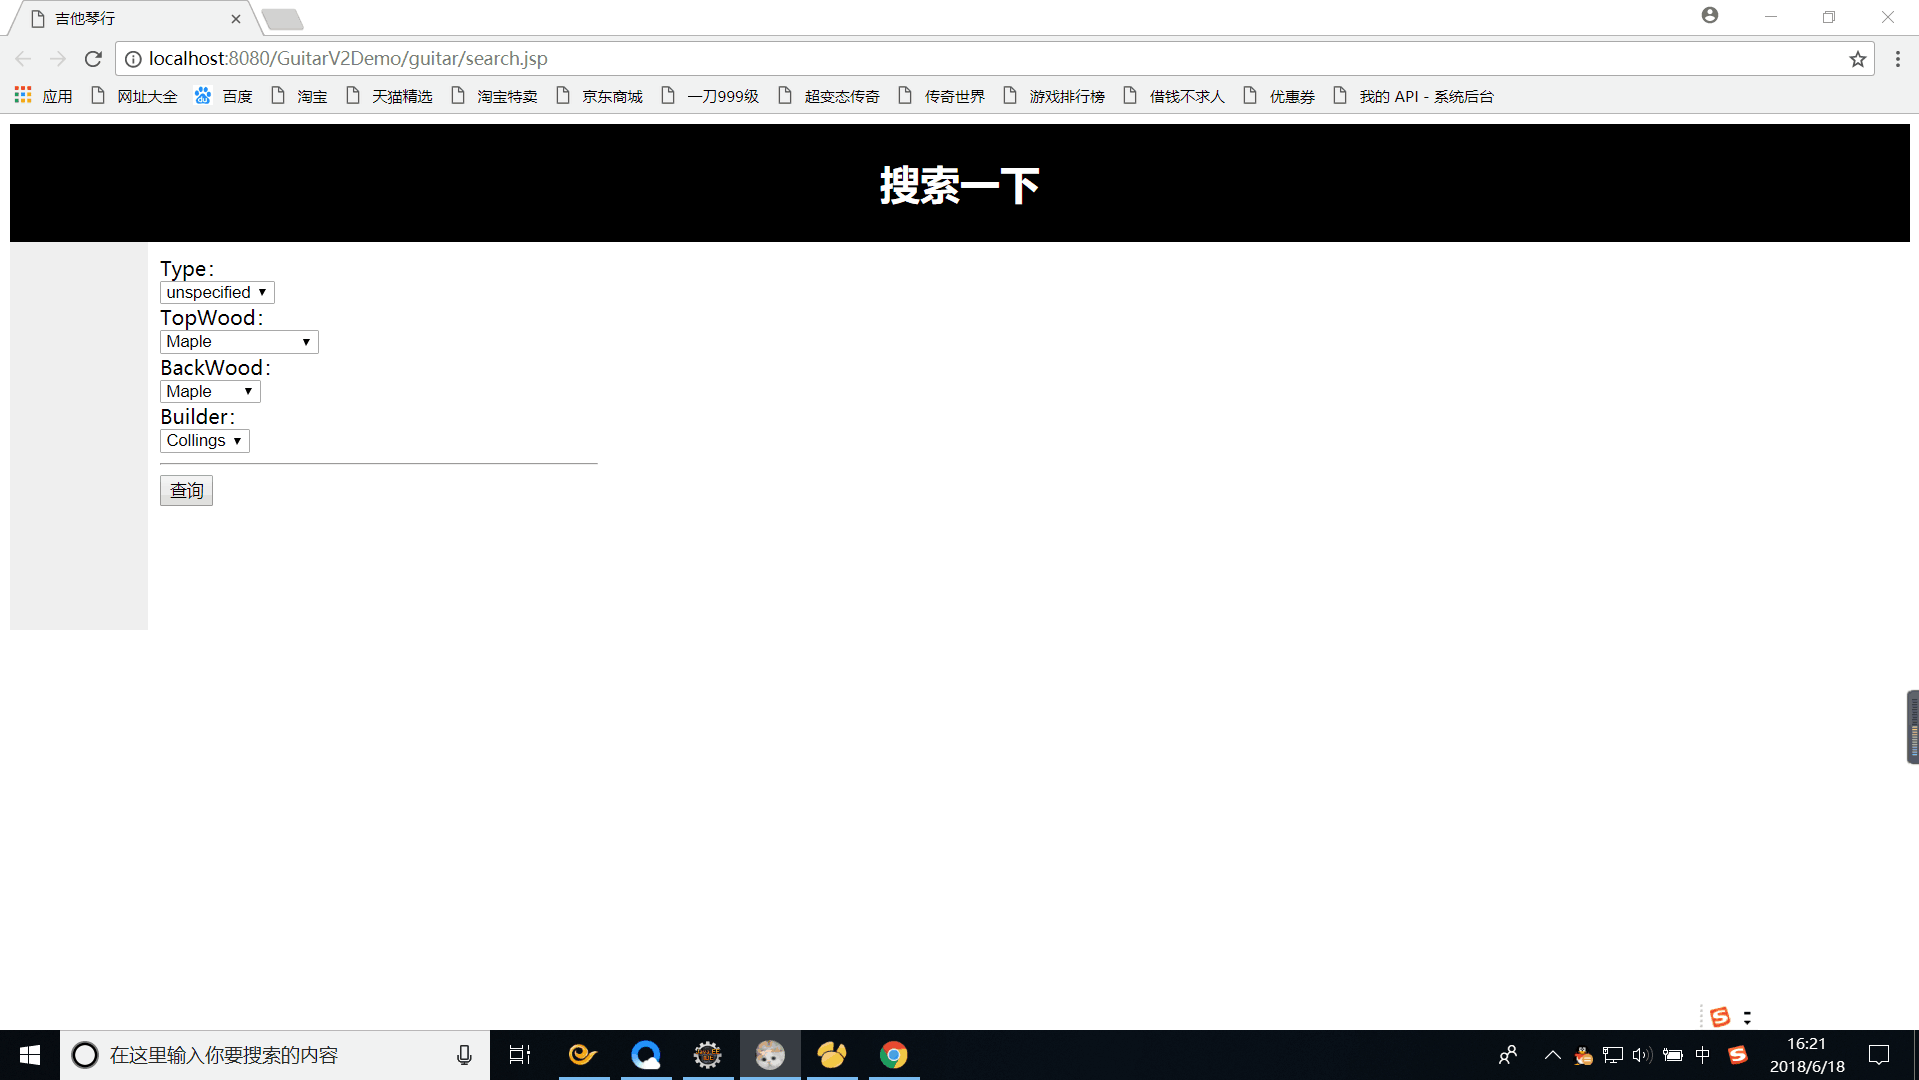 吉他琴行
localhost:8080/GuitarV2Demo/guitar/search.jsp
应用 网址大全 百度 淘宝 天猫精选 淘宝特卖 京东商城 一刀999级 超变态传奇 传奇世界 游戏排行榜 借钱不求人 优惠券 我的 API - 系统后台
搜索一下
Type：
unspecified
TopWood：
Maple
BackWood：
Maple
Builder：
Collings
查询
在这里输入你要搜索的内容
中
16:21
2018/6/18